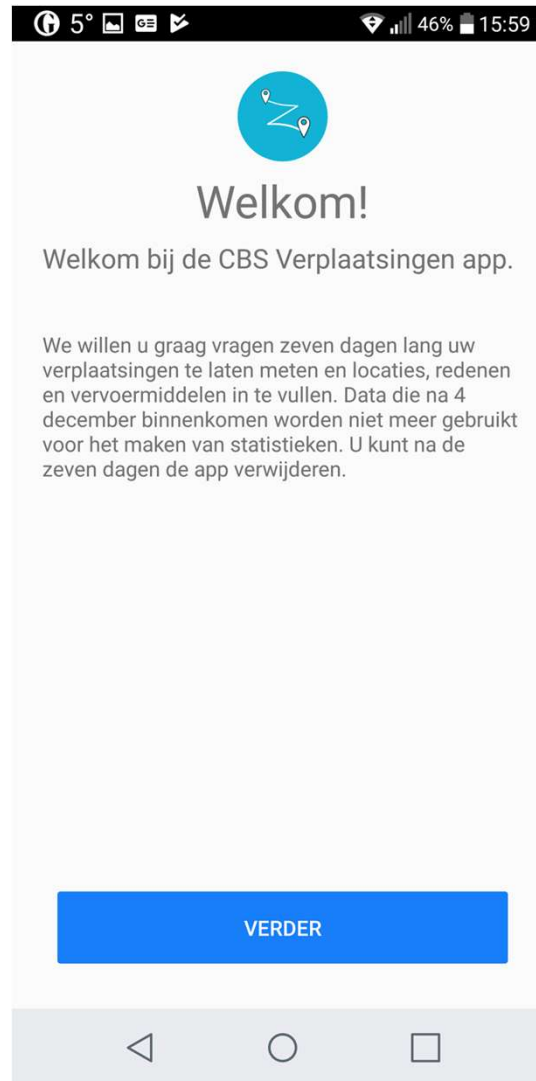 5° GE 46% 15:59
Welkom!
Welkom bij de CBS Verplaatsingen app.
We willen u graag vragen zeven dagen lang uw
verplaatsingen te laten meten en locaties, redenen
en vervoermiddelen in te vullen. Data die na 4
december binnenkomen worden niet meer gebruikt
voor het maken van statistieken. U kunt na de
zeven dagen de app verwijderen.
VERDER